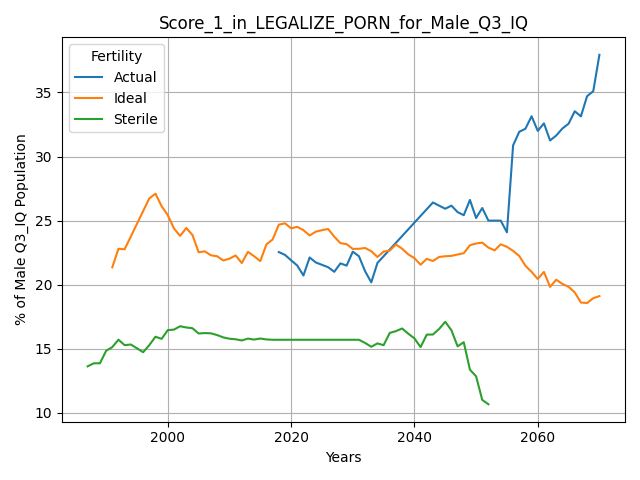 Score_1_in_LEGALIZE_PORN_for_Male_Q3_IQ
Fertility
Actual
Ideal
Sterile
% of Male Q3_IQ Population
35
30
25
20
15
10
2000
2020
2040
2060
Years